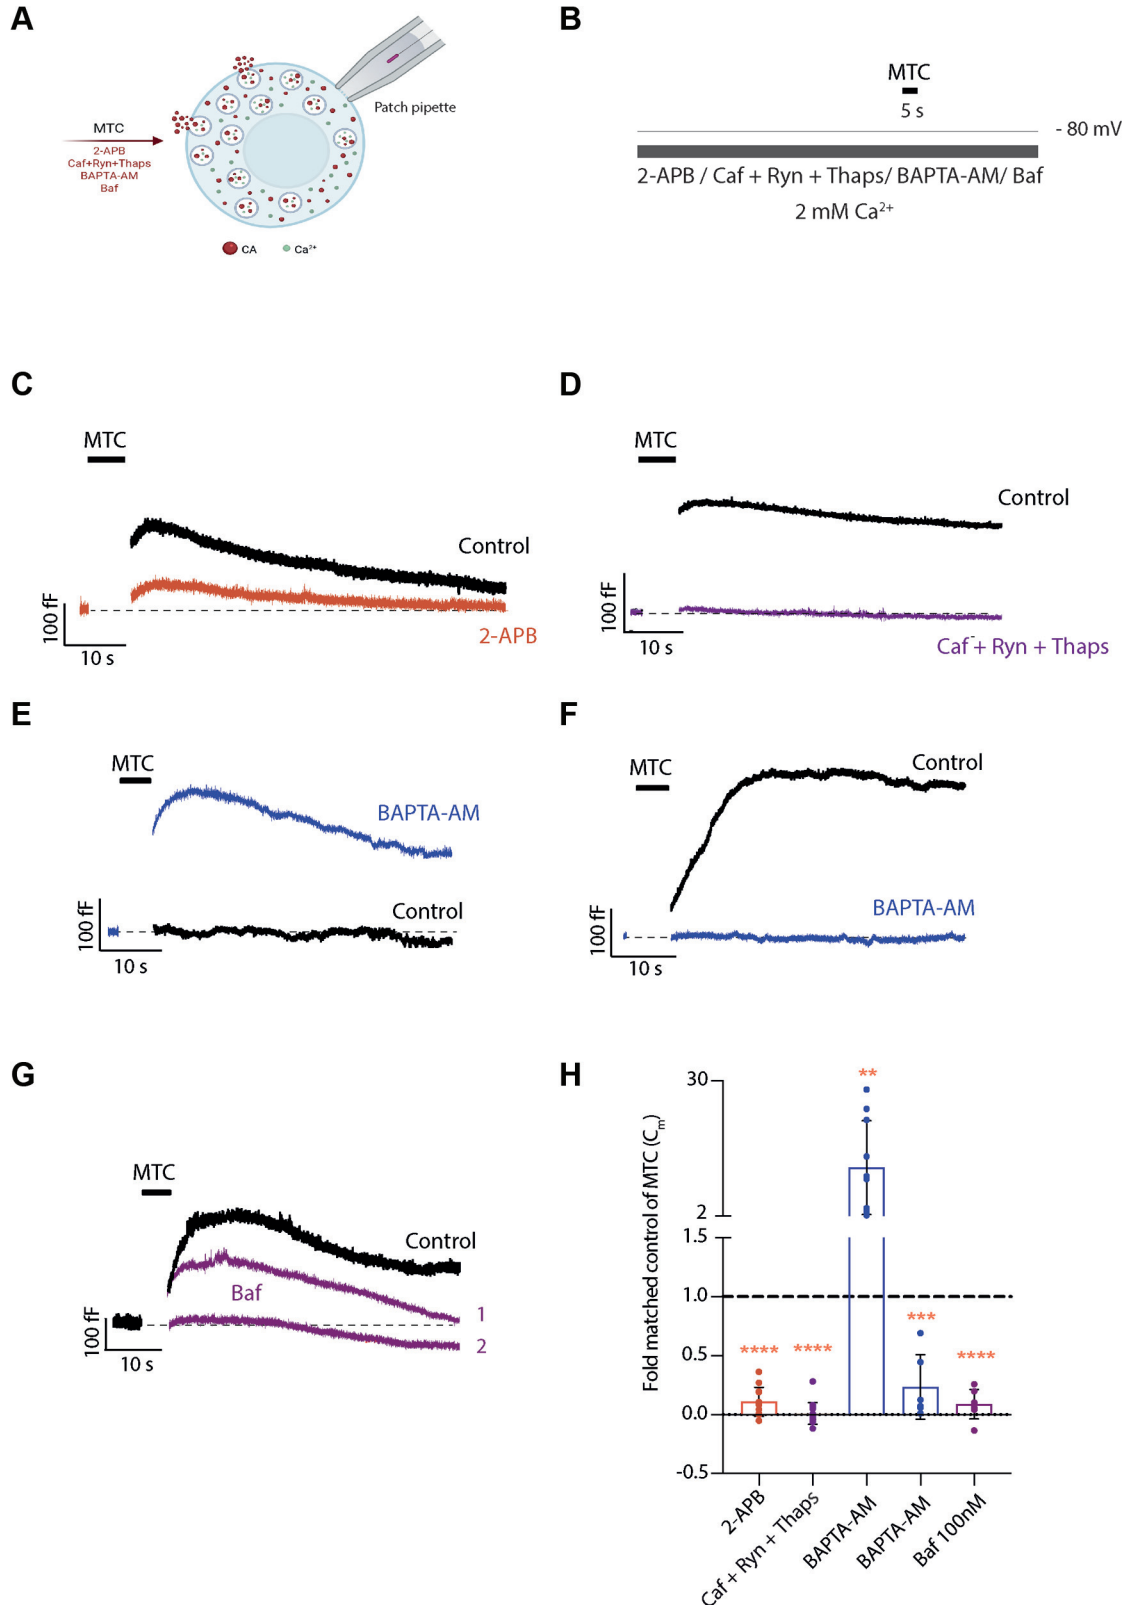 A
Patch pipette
MTC
2-APB
Caf+Ryn+Thaps
BAPTA-AM
Baf
CA
Ca²⁺
B
MTC
5 s
- 80 mV
2-APB / Caf + Ryn + Thaps/ BAPTA-AM/ Baf
2 mM Ca²⁺
C
MTC
Control
2-APB
100 fF
10 s
D
MTC
Control
Caf + Ryn + Thaps
100 fF
10 s
E
MTC
BAPTA-AM
Control
100 fF
10 s
F
MTC
Control
BAPTA-AM
100 fF
10 s
G
MTC
Control
Baf
1
2
100 fF
10 s
H
Fold matched control of MTC (Cₘ)
30
2
1.5
1.0
0.5
0.0
-0.5
**
****
****
***
****
2-APB
Caf + Ryn + Thaps
BAPTA-AM
BAPTA-AM
Baf 100nM